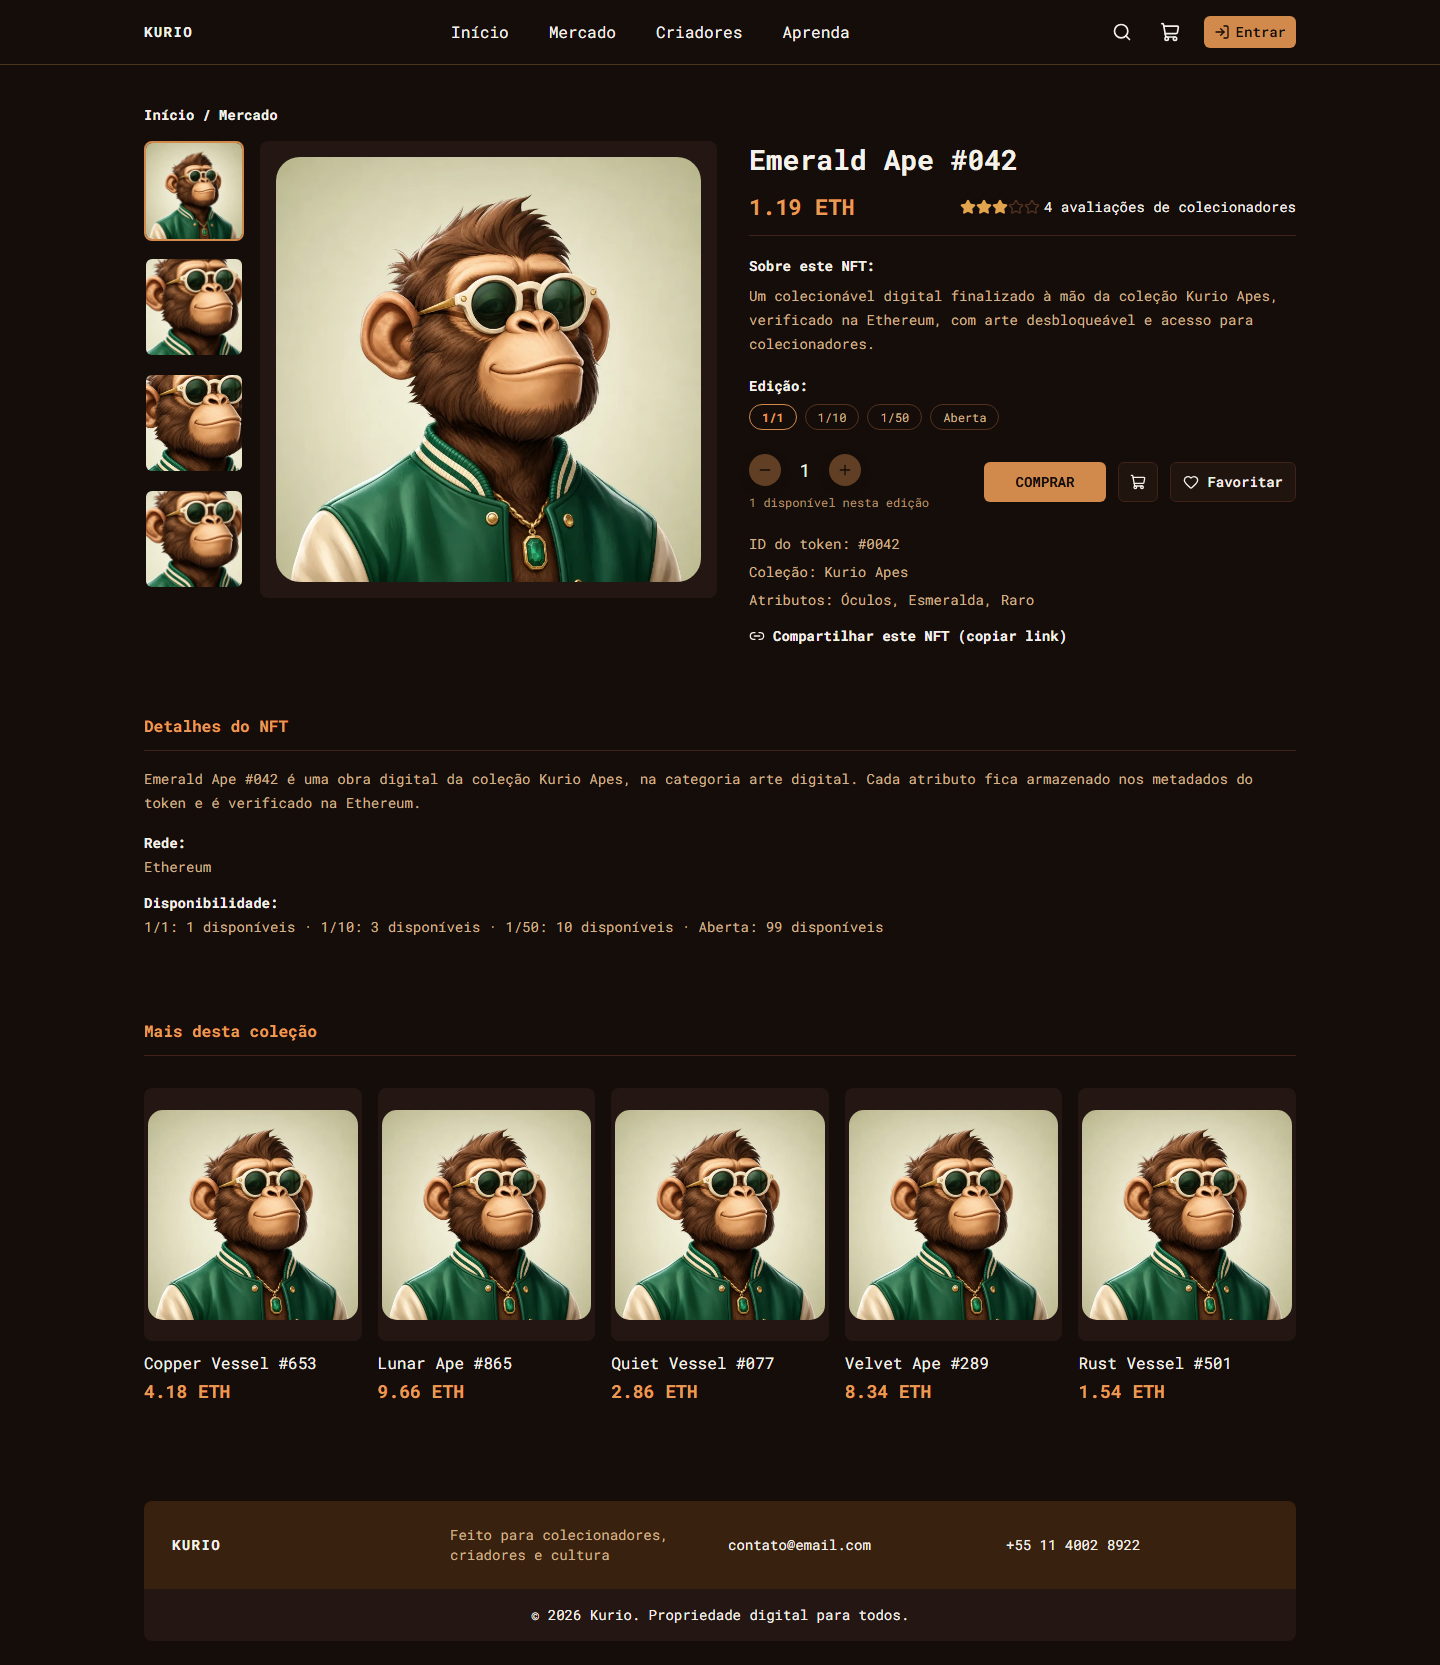 KURIO
Início
Mercado
Criadores
Aprenda
Entrar
Início / Mercado
Emerald Ape #042
1.19 ETH
4 avaliações de colecionadores
Sobre este NFT:
Um colecionável digital finalizado à mão da coleção Kurio Apes,
verificado na Ethereum, com arte desbloqueável e acesso para
colecionadores.
Edição:
1/1
1/10
1/50
Aberta
1
COMPRAR
Favoritar
1 disponível nesta edição
ID do token: #0042
Coleção: Kurio Apes
Atributos: Óculos, Esmeralda, Raro
Compartilhar este NFT (copiar link)
Detalhes do NFT
Emerald Ape #042 é uma obra digital da coleção Kurio Apes, na categoria arte digital. Cada atributo fica armazenado nos metadados do
token e é verificado na Ethereum.
Rede:
Ethereum
Disponibilidade:
1/1: 1 disponíveis · 1/10: 3 disponíveis · 1/50: 10 disponíveis · Aberta: 99 disponíveis
Mais desta coleção
Copper Vessel #653
4.18 ETH
Lunar Ape #865
9.66 ETH
Quiet Vessel #077
2.86 ETH
Velvet Ape #289
8.34 ETH
Rust Vessel #501
1.54 ETH
KURIO
Feito para colecionadores,
criadores e cultura
contato@email.com
+55 11 4002 8922
© 2026 Kurio. Propriedade digital para todos.